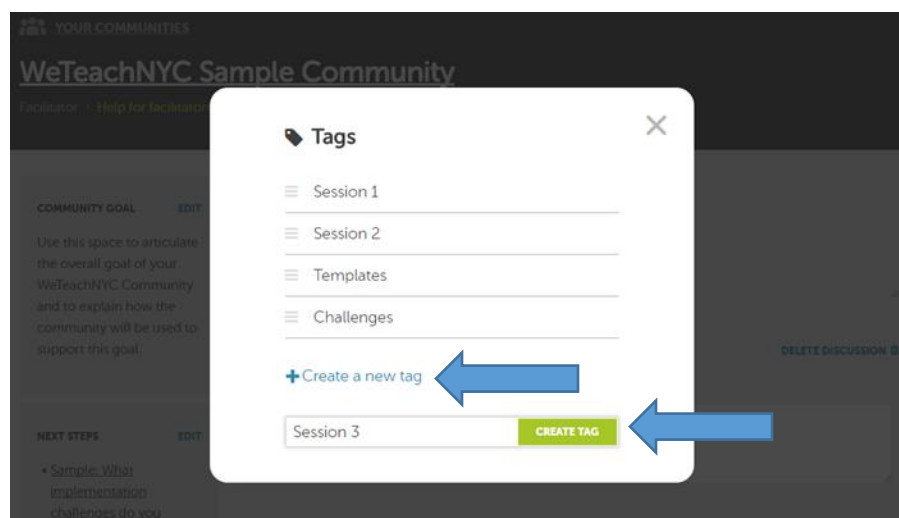 YOUR COMMUNITIES
WeTeachNYC Sample Community
Facilitator
Help for facilitators
Tags
Session 1
Session 2
Templates
Challenges
+Create a new tag
Session 3
CREATE TAG
COMMUNITY GOAL EDIT
Use this space to articulate
the overall goal of your
WeTeachNYC Community
and to explain how the
community will be used to
support this goal.
DELETE DISCUSSION
NEXT STEPS EDIT
• Sample: What
implementation
challenges do you